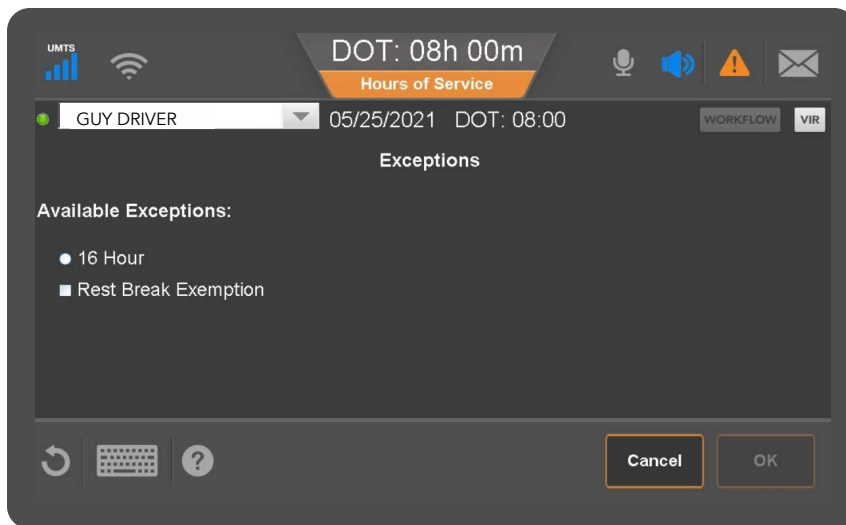 UMTS
DOT: 08h 00m
Hours of Service
GUY DRIVER
05/25/2021 DOT: 08:00
WORKFLOW
VIR
Exceptions
Available Exceptions:
16 Hour
Rest Break Exemption
?
Cancel
OK